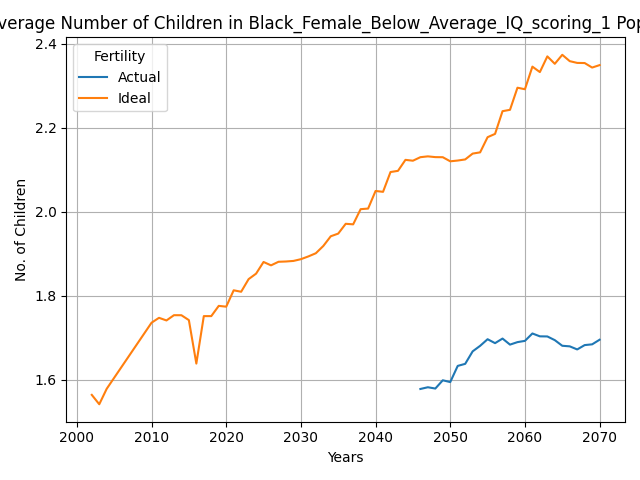 verage Number of Children in Black_Female_Below_Average_IQ_scoring_1 Pop
Fertility
Actual
Ideal
2.4
2.2
2.0
1.8
1.6
No. of Children
2000 2010 2020 2030 2040 2050 2060 2070
Years